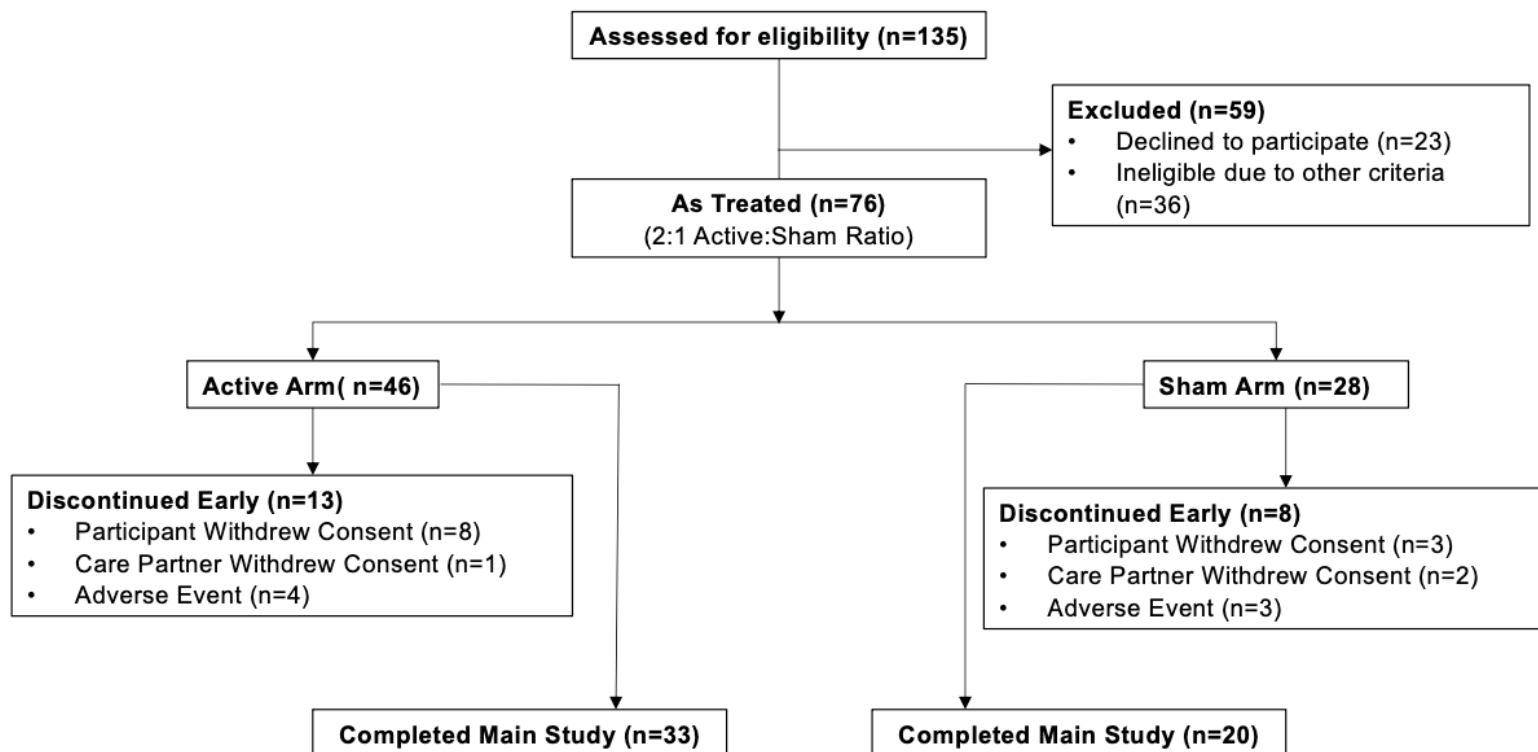 Assessed for eligibility (n=135)
Excluded (n=59)
• Declined to participate (n=23)
• Ineligible due to other criteria
(n=36)
As Treated (n=76)
(2:1 Active:Sham Ratio)
Active Arm( n=46)
Sham Arm (n=28)
Discontinued Early (n=13)
• Participant Withdrew Consent (n=8)
• Care Partner Withdrew Consent (n=1)
• Adverse Event (n=4)
Discontinued Early (n=8)
• Participant Withdrew Consent (n=3)
• Care Partner Withdrew Consent (n=2)
• Adverse Event (n=3)
Completed Main Study (n=33)
Completed Main Study (n=20)